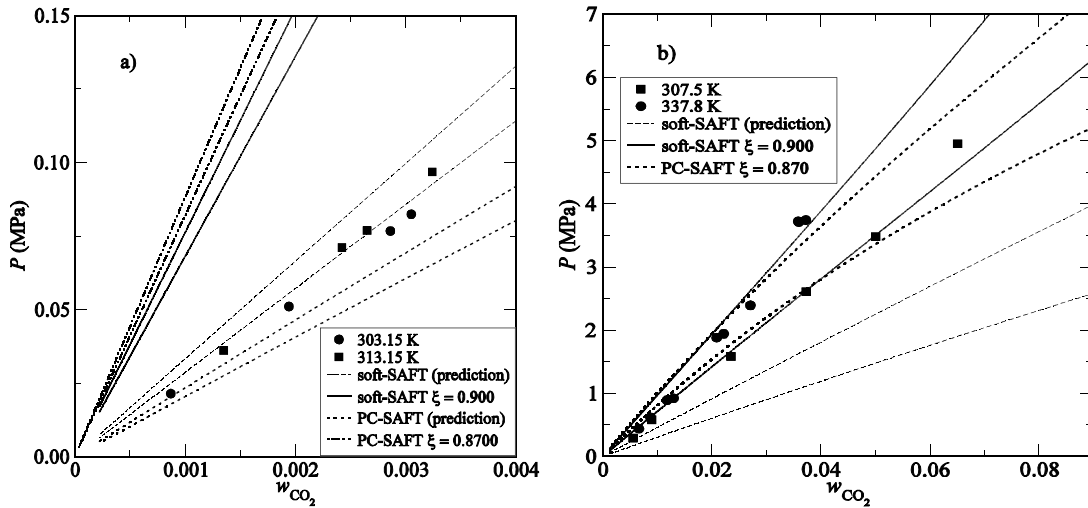 a)
P (MPa)
0.15
0.10
0.05
0.00
303.15 K
313.15 K
soft-SAFT (prediction)
soft-SAFT ξ = 0.900
PC-SAFT (prediction)
PC-SAFT ξ = 0.8700
0 0.001 0.002 0.003 0.004
w_CO2
b)
P (MPa)
7
6
5
4
3
2
1
0
307.5 K
337.8 K
soft-SAFT (prediction)
soft-SAFT ξ = 0.900
PC-SAFT ξ = 0.870
0 0.02 0.04 0.06 0.08
w_CO2